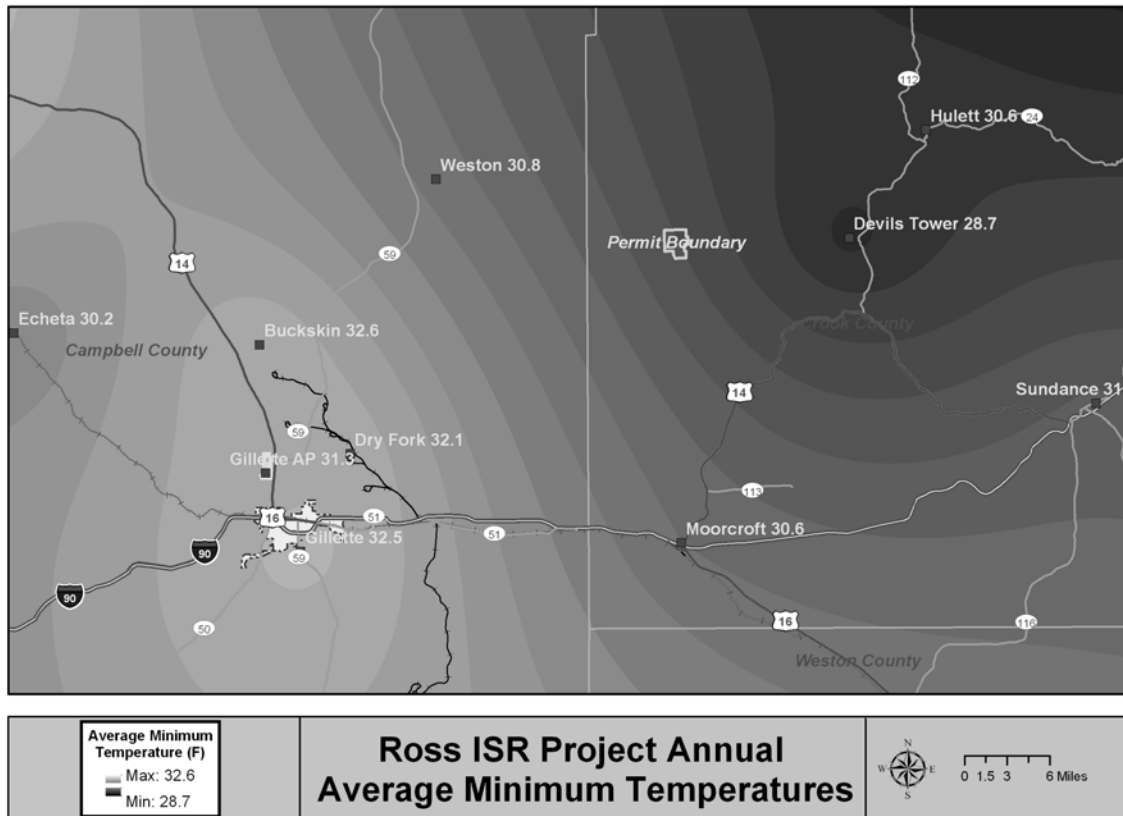 112
Hulett 30.6
24
Weston 30.8
Devils Tower 28.7
Permit Boundary
59
14
Echeta 30.2
Buckskin 32.6
Crook County
Campbell County
14
Sundance 31
59
Dry Fork 32.1
Gillette AP 31.3
113
16
51
51
Moorcroft 30.6
Gillette 32.5
90
59
90
50
16
116
Weston County
Average Minimum
Temperature (F)
Max: 32.6
Min: 28.7
Ross ISR Project Annual
Average Minimum Temperatures
N
W
E
S
0 1.5 3 6 Miles